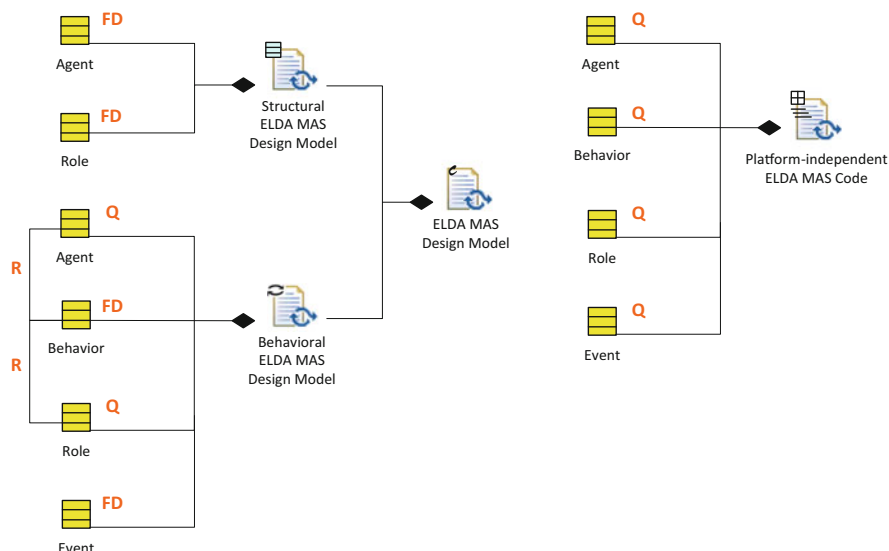 FD
Agent
FD
Role
Structural
ELDA MAS
Design Model
Q
Agent
R
FD
Behavior
R
Q
Role
FD
Event
Behavioral
ELDA MAS
Design Model
ELDA MAS
Design Model
Q
Agent
Q
Behavior
Q
Role
Q
Event
Platform-independent
ELDA MAS Code